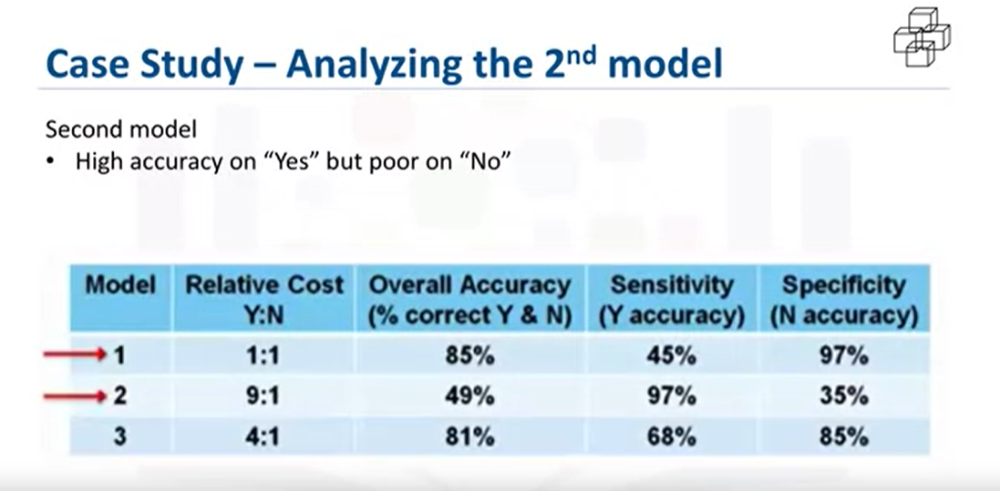 Case Study – Analyzing the 2nd model
Second model
• High accuracy on “Yes” but poor on “No”
Model Relative Cost Overall Accuracy Sensitivity Specificity
Y:N (% correct Y & N) (Y accuracy) (N accuracy)
1 1:1 85% 45% 97%
2 9:1 49% 97% 35%
3 4:1 81% 68% 85%